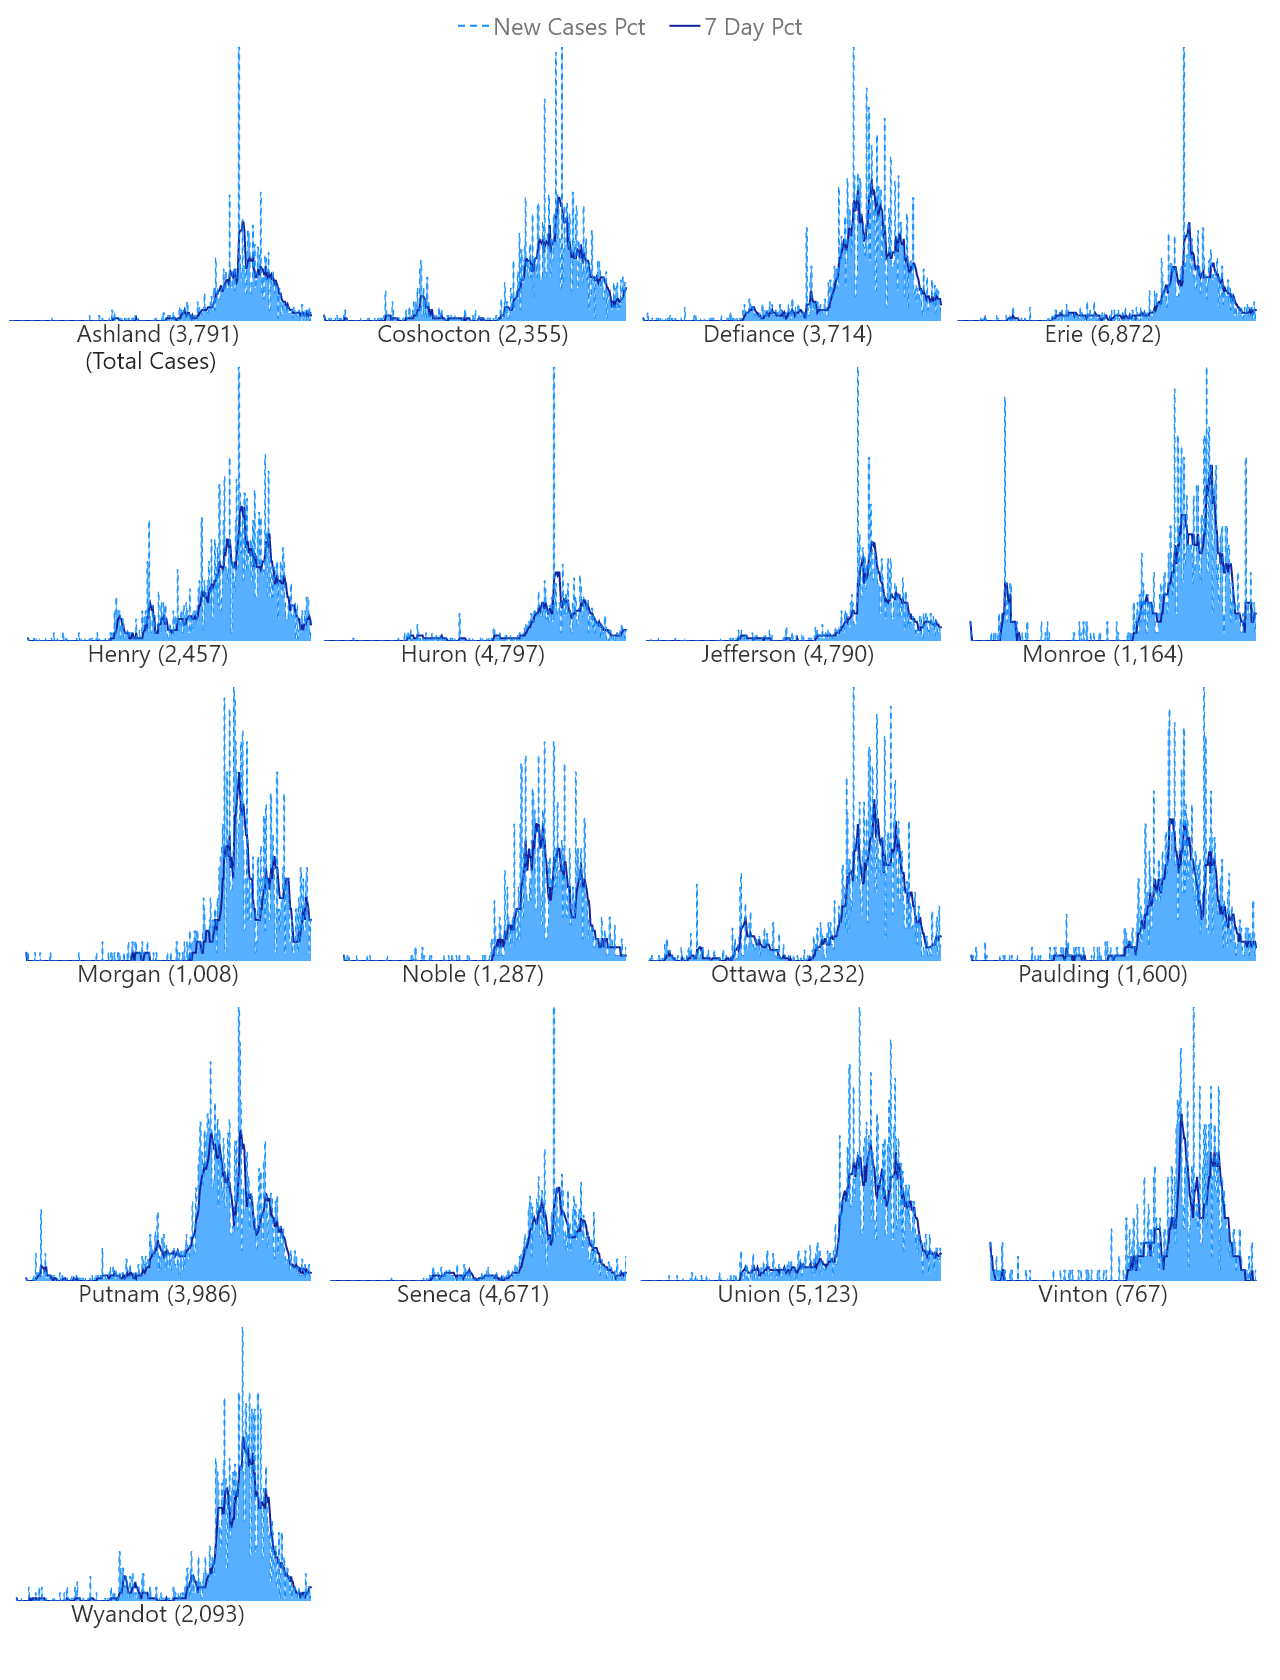 New Cases Pct 7 Day Pct
Ashland (3,791) Coshocton (2,355) Defiance (3,714) Erie (6,872)
(Total Cases)
Henry (2,457) Huron (4,797) Jefferson (4,790) Monroe (1,164)
Morgan (1,008) Noble (1,287) Ottawa (3,232) Paulding (1,600)
Putnam (3,986) Seneca (4,671) Union (5,123) Vinton (767)
Wyandot (2,093)